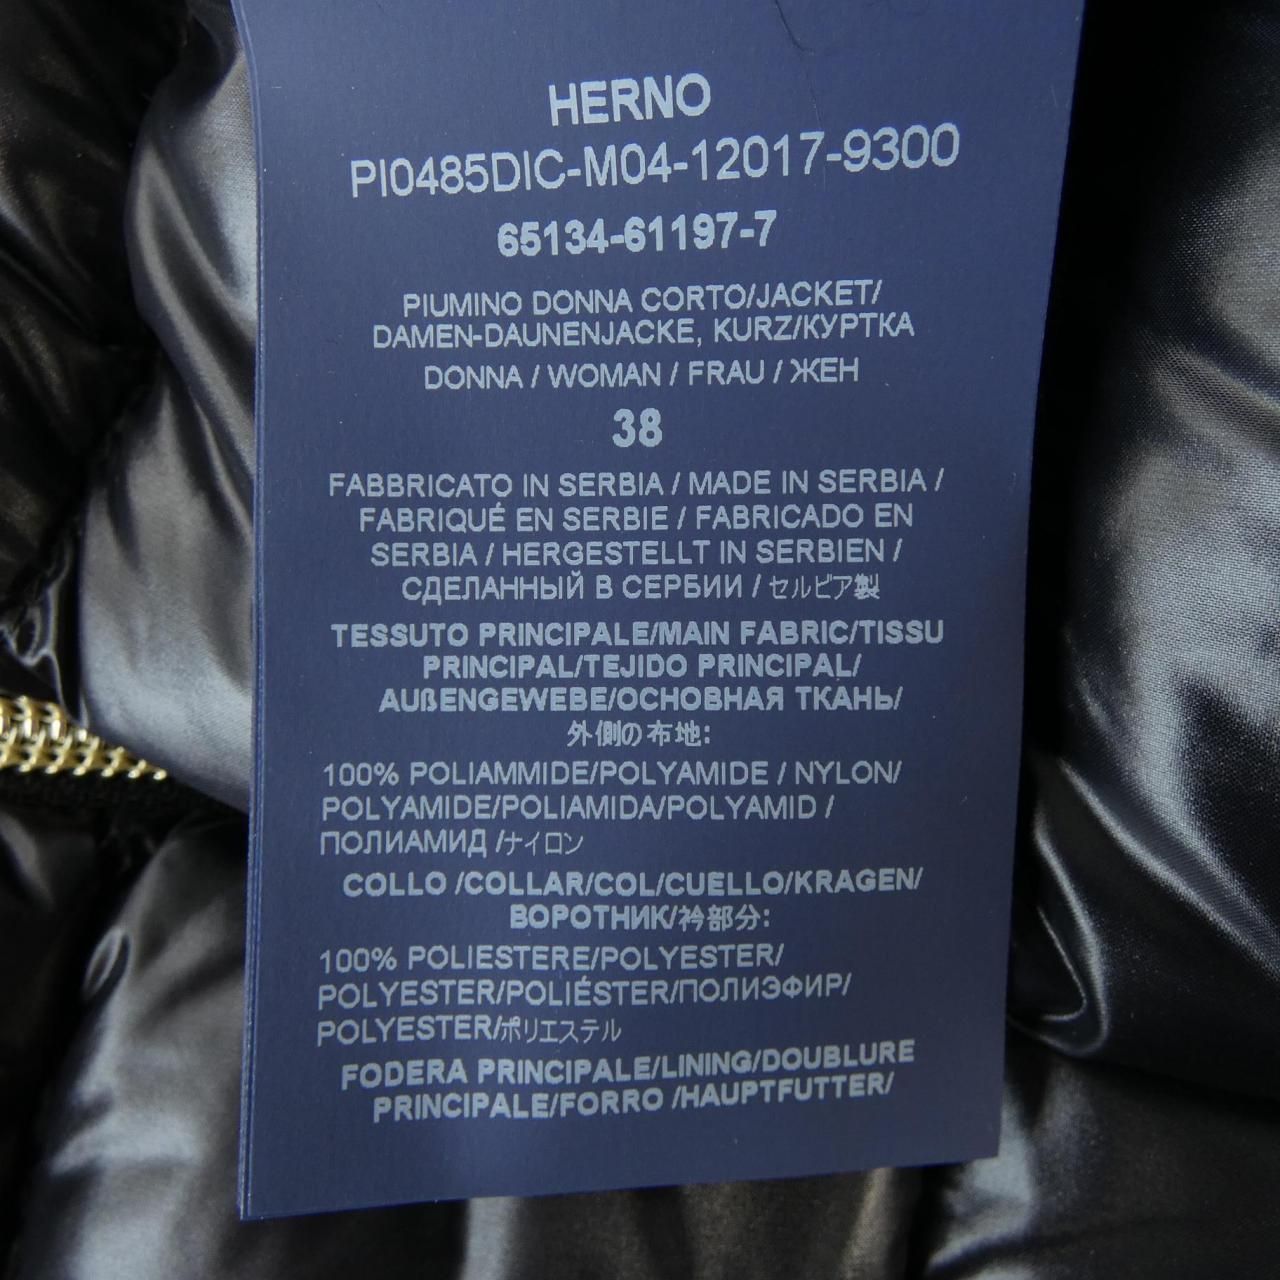 HERNO
PI0485DIC-M04-12017-9300
65134-61197-7
PIUMINO DONNA CORTO/JACKET/
DAMEN-DAUNENJACKE, KURZ/КУРТКА
DONNA / WOMAN / FRAU / ЖЕН
38
FABBRICATO IN SERBIA / MADE IN SERBIA /
FABRIQUÉ EN SERBIE / FABRICADO EN
SERBIA / HERGESTELLT IN SERBIEN /
СДЕЛАННЫЙ В СЕРБИИ / セルビア製
TESSUTO PRINCIPALE/MAIN FABRIC/TISSU
PRINCIPAL/TEJIDO PRINCIPAL/
AUßENGEWEBE/ОСНОВНАЯ ТКАНЬ/
外側の布地:
100% POLIAMMIDE/POLYAMIDE / NYLON/
POLYAMIDE/POLIAMIDA/POLYAMID /
ПОЛИАМИД /ナイロン
COLLO /COLLAR/COL/CUELLO/KRAGEN/
ВОРОТНИК/衿部分:
100% POLIESTERE/POLYESTER/
POLYESTER/POLIÉSTER/ПОЛИЭФИР/
POLYESTER/ポリエステル
FODERA PRINCIPALE/LINING/DOUBLURE
PRINCIPALE/FORRO /HAUPTFUTTER/